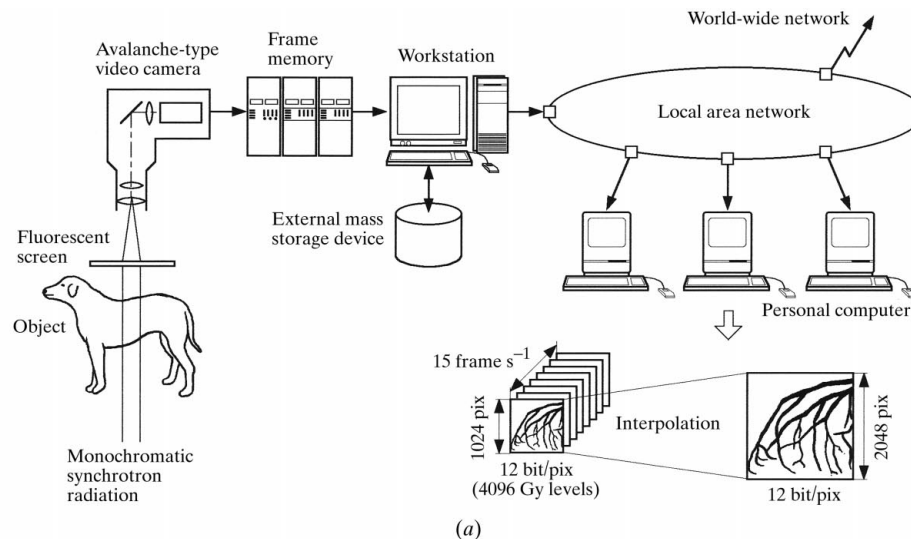 World-wide network
Avalanche-type
video camera
Frame
memory
Workstation
Local area network
External mass
storage device
Fluorescent
screen
Object
Personal computer
15 frame s⁻¹
1024 pix
Interpolation
2048 pix
Monochromatic
synchrotron
radiation
12 bit/pix
(4096 Gy levels)
12 bit/pix
(a)